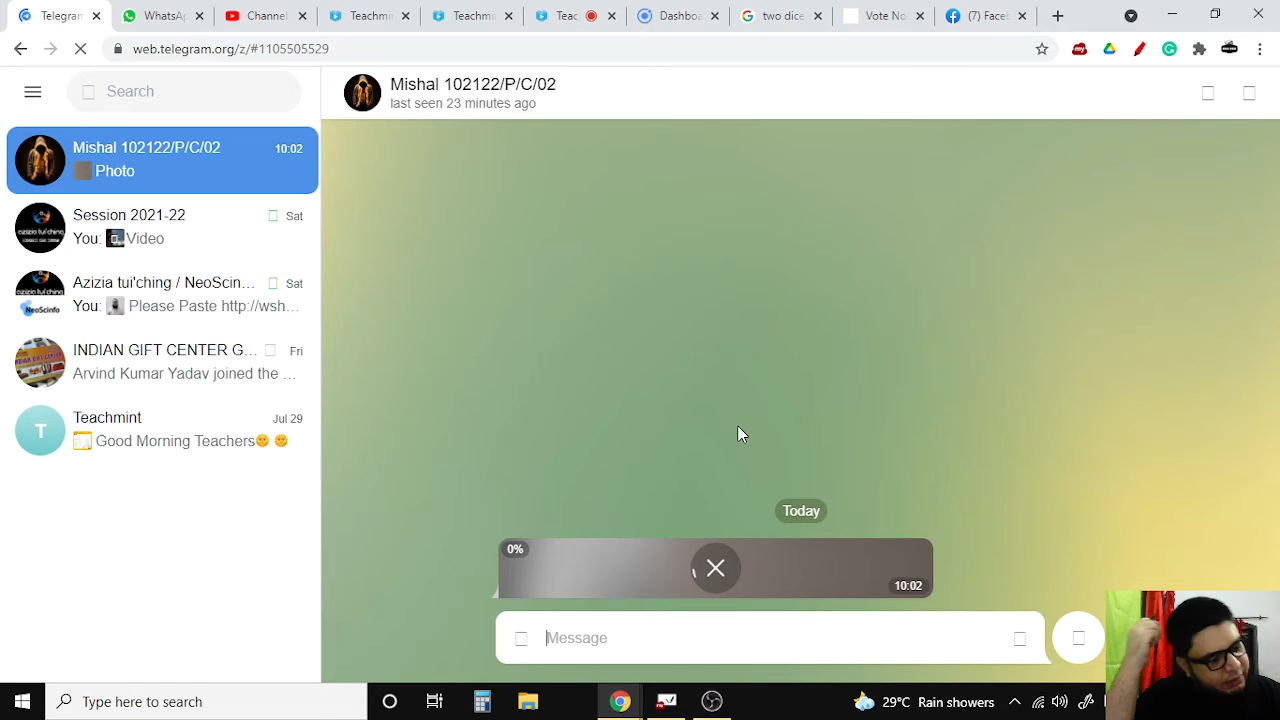 Telegram
WhatsA
Channel
Teachmi
Teachm
Teac
Dashboa
two dice
Vote No
(7) Faceb
web.telegram.org/z/#1105505529
Search
Mishal 102122/P/C/02
last seen 23 minutes ago
Mishal 102122/P/C/02 10:02
Photo
Session 2021-22 Sat
You: Video
Azizia tui'ching / NeoScin... Sat
You: Please Paste http://wsh...
INDIAN GIFT CENTER G... Fri
Arvind Kumar Yadav joined the ...
T
Teachmint Jul 29
Good Morning Teachers
Today
0%
10:02
Message
Type here to search
29°C Rain showers